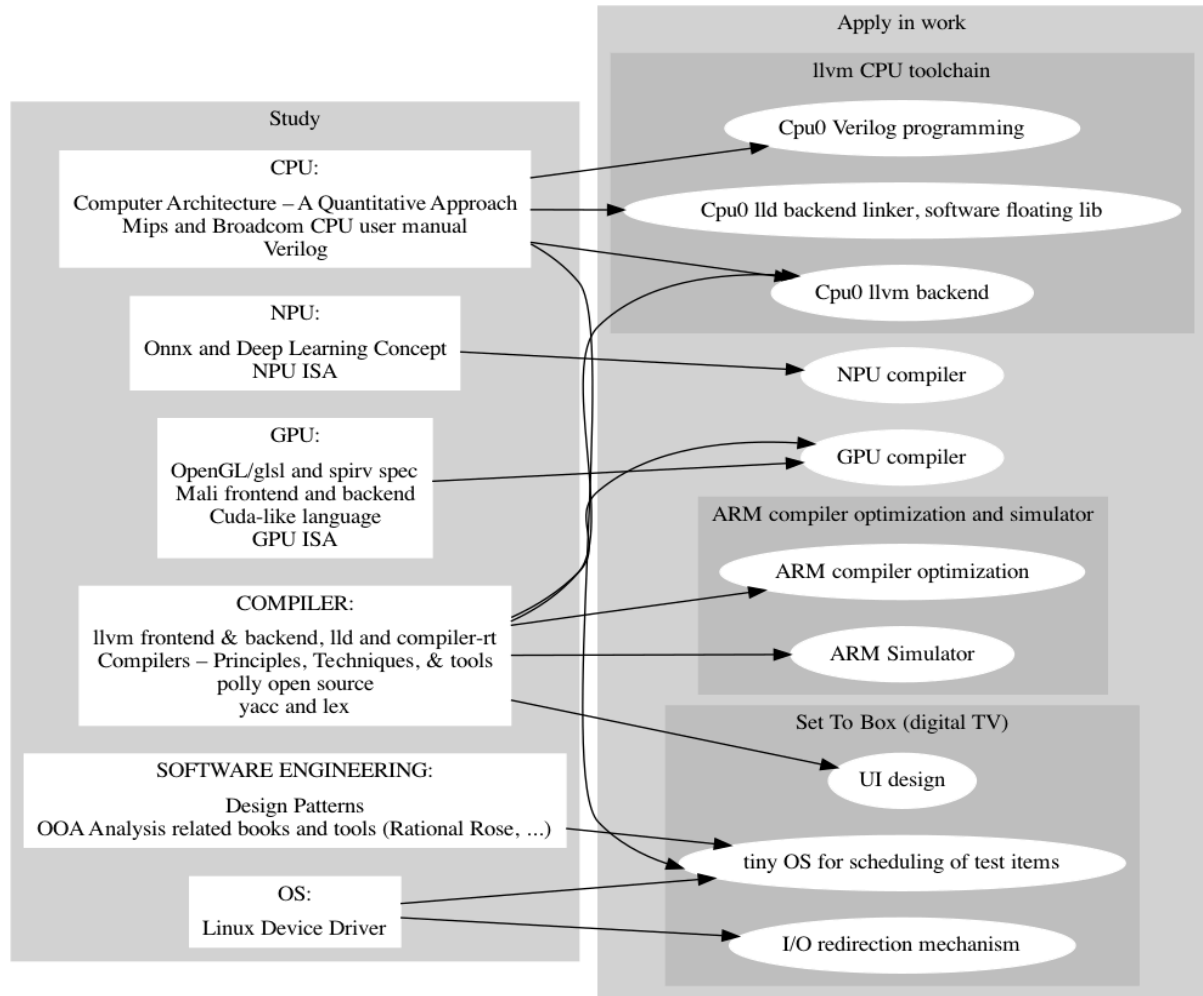 Study
CPU:
Computer Architecture – A Quantitative Approach
Mips and Broadcom CPU user manual
Verilog
NPU:
Onnx and Deep Learning Concept
NPU ISA
GPU:
OpenGL/glsl and spirv spec
Mali frontend and backend
Cuda-like language
GPU ISA
COMPILER:
llvm frontend & backend, lld and compiler-rt
Compilers – Principles, Techniques, & tools
polly open source
yacc and lex
SOFTWARE ENGINEERING:
Design Patterns
OOA Analysis related books and tools (Rational Rose, ...)
OS:
Linux Device Driver
Apply in work
llvm CPU toolchain
Cpu0 Verilog programming
Cpu0 lld backend linker, software floating lib
Cpu0 llvm backend
NPU compiler
GPU compiler
ARM compiler optimization and simulator
ARM compiler optimization
ARM Simulator
Set To Box (digital TV)
UI design
tiny OS for scheduling of test items
I/O redirection mechanism